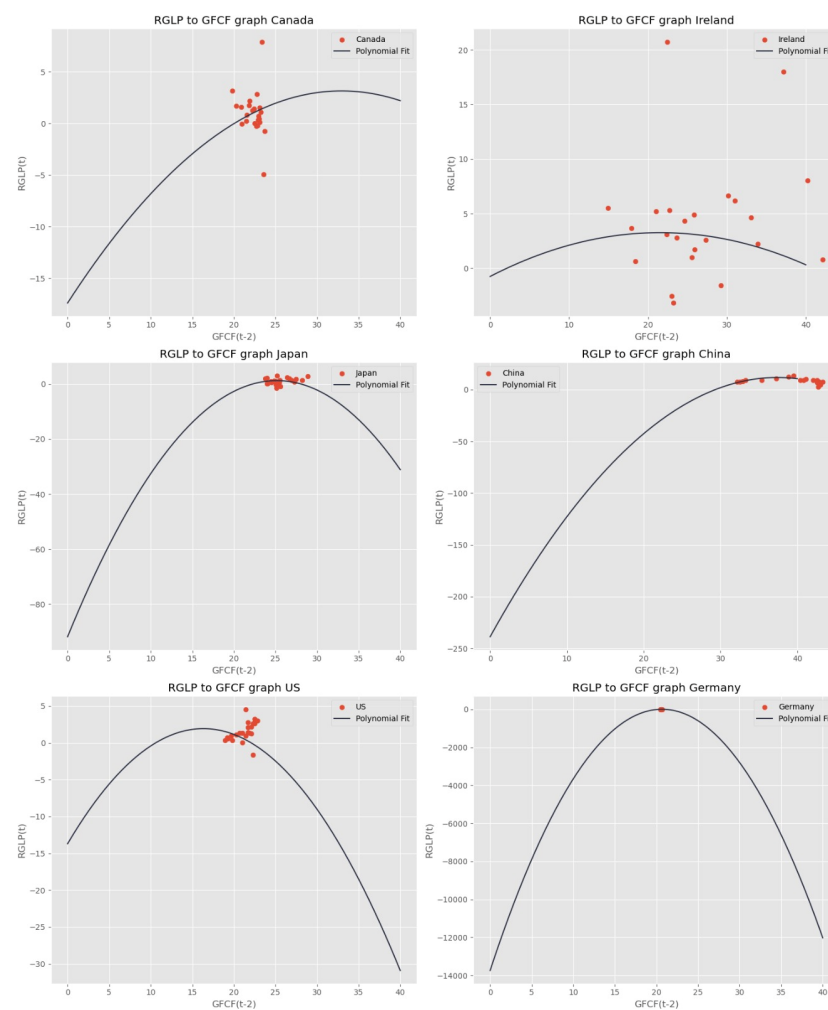 RGLP to GFCF graph Canada
Canada
Polynomial Fit
5
0
−5
−10
−15
RGLP(t)
0 5 10 15 20 25 30 35 40
GFCF(t-2)
RGLP to GFCF graph Ireland
Ireland
Polynomial Fit
20
15
10
5
0
RGLP(t)
0 10 20 30 40
GFCF(t-2)
RGLP to GFCF graph Japan
Japan
Polynomial Fit
0
−20
−40
−60
−80
RGLP(t)
0 5 10 15 20 25 30 35 40
GFCF(t-2)
RGLP to GFCF graph China
China
Polynomial Fit
0
−50
−100
−150
−200
−250
RGLP(t)
0 10 20 30 40
GFCF(t-2)
RGLP to GFCF graph US
US
Polynomial Fit
5
0
−5
−10
−15
−20
−25
−30
RGLP(t)
0 5 10 15 20 25 30 35 40
GFCF(t-2)
RGLP to GFCF graph Germany
Germany
Polynomial Fit
0
−2000
−4000
−6000
−8000
−10000
−12000
−14000
RGLP(t)
0 5 10 15 20 25 30 35 40
GFCF(t-2)